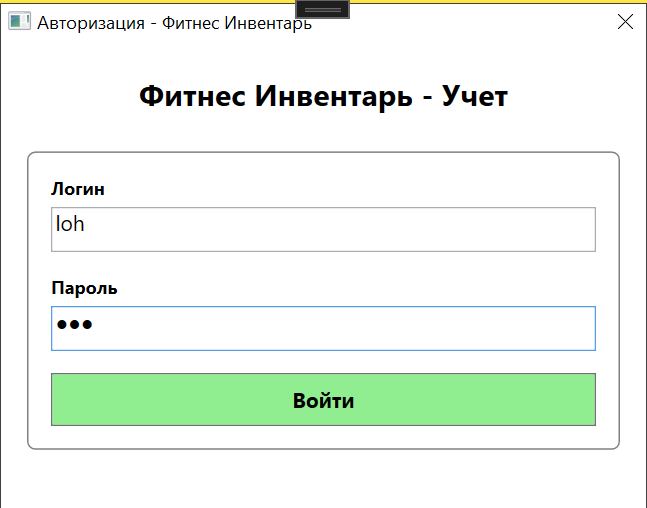 Авторизация - Фитнес Инвентарь
Фитнес Инвентарь - Учет
Логин
loh
Пароль
•••
Войти